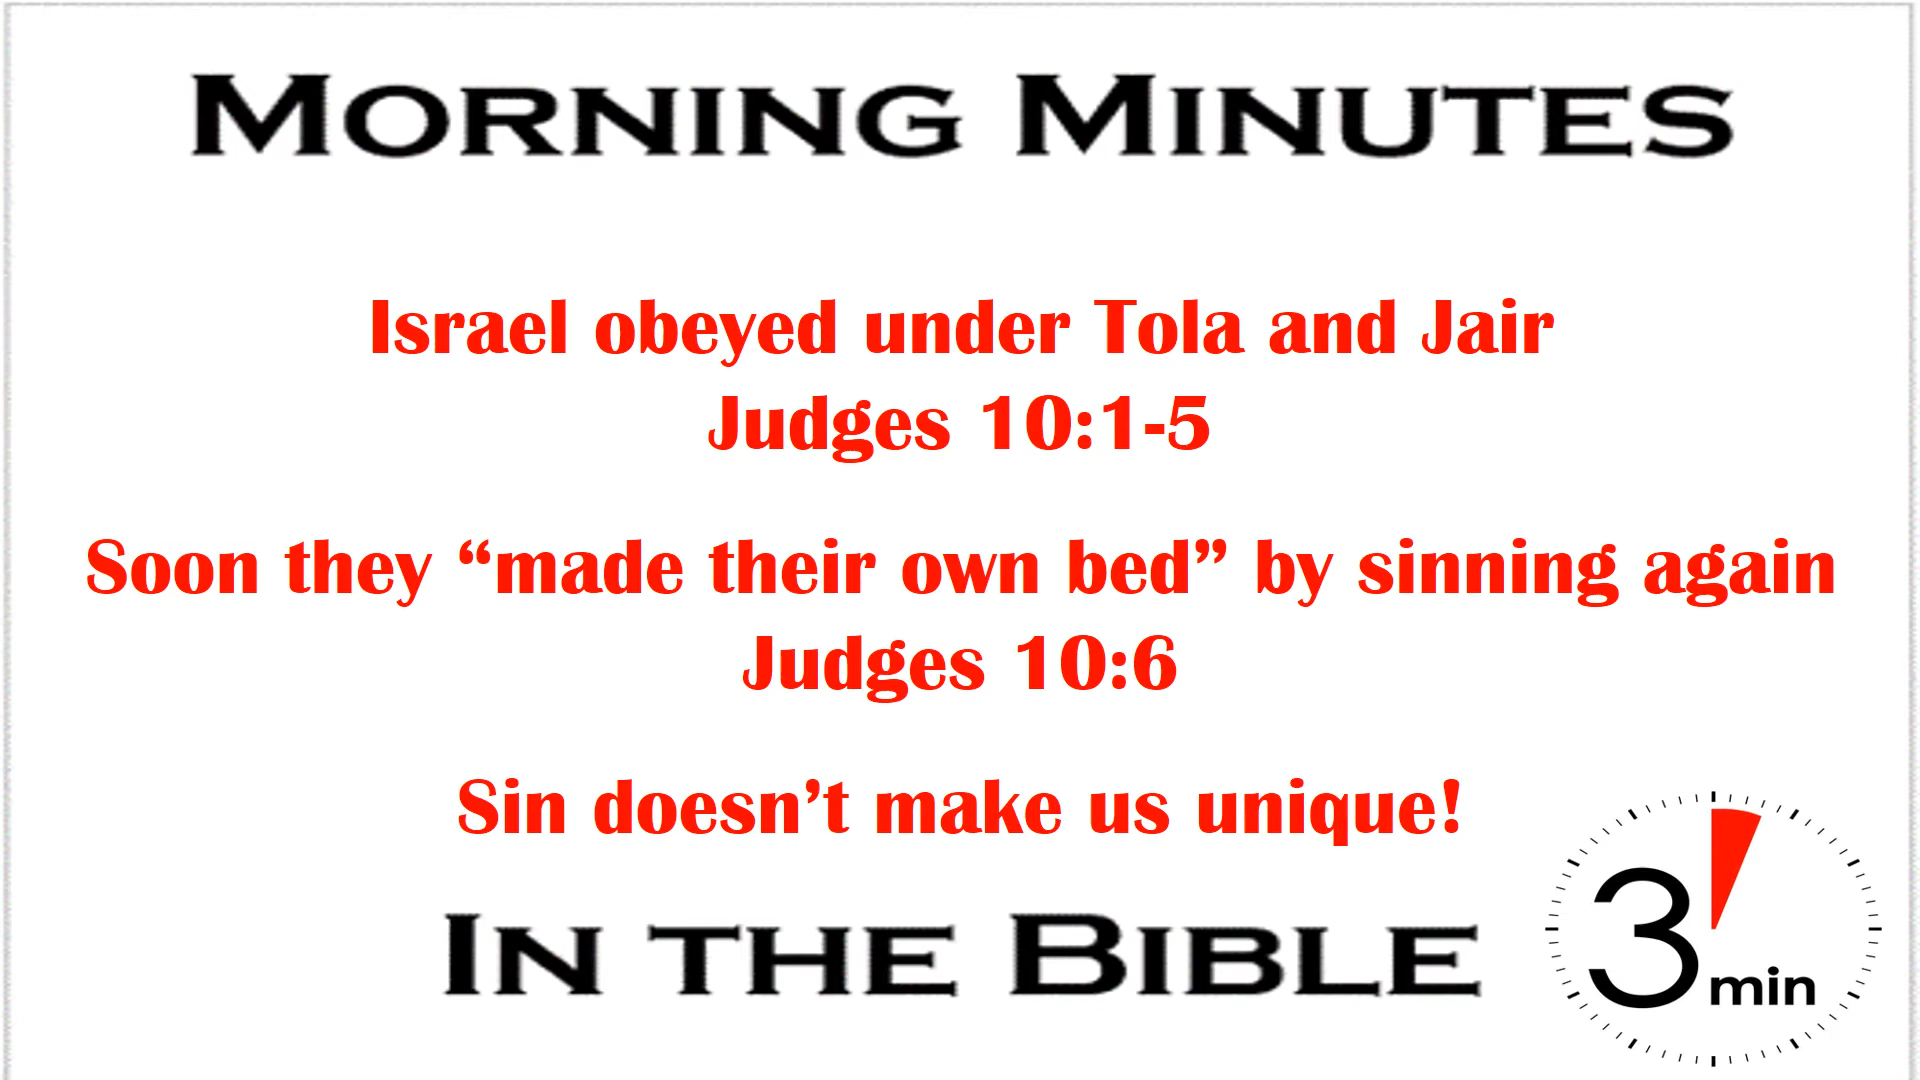 MORNING MINUTES
Israel obeyed under Tola and Jair
Judges 10:1-5
Soon they “made their own bed” by sinning again
Judges 10:6
Sin doesn’t make us unique!
IN THE BIBLE
3 min